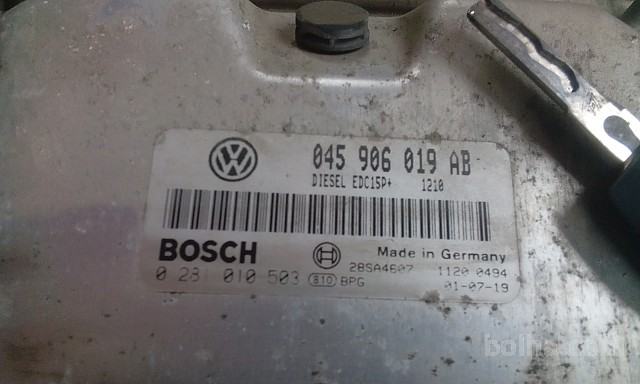 045 906 019 AB
DIESEL EDC15P+ 1210
BOSCH
Made in Germany
28SA4607 1120 0494
0 281 010 503 810 BPG 01-07-19